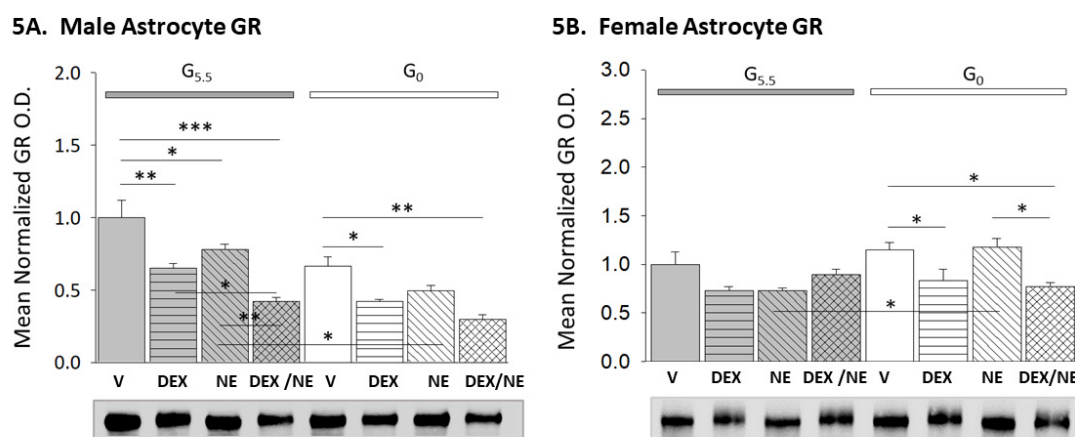 5A. Male Astrocyte GR
Mean Normalized GR O.D.
2.0
1.5
1.0
0.5
0.0
G5.5
G0
***
*
**
**
*
*
**
*
V DEX NE DEX /NE V DEX NE DEX/NE
5B. Female Astrocyte GR
Mean Normalized GR O.D.
3.0
2.5
2.0
1.5
1.0
0.5
0.0
G5.5
G0
*
*
*
*
V DEX NE DEX /NE V DEX NE DEX/NE